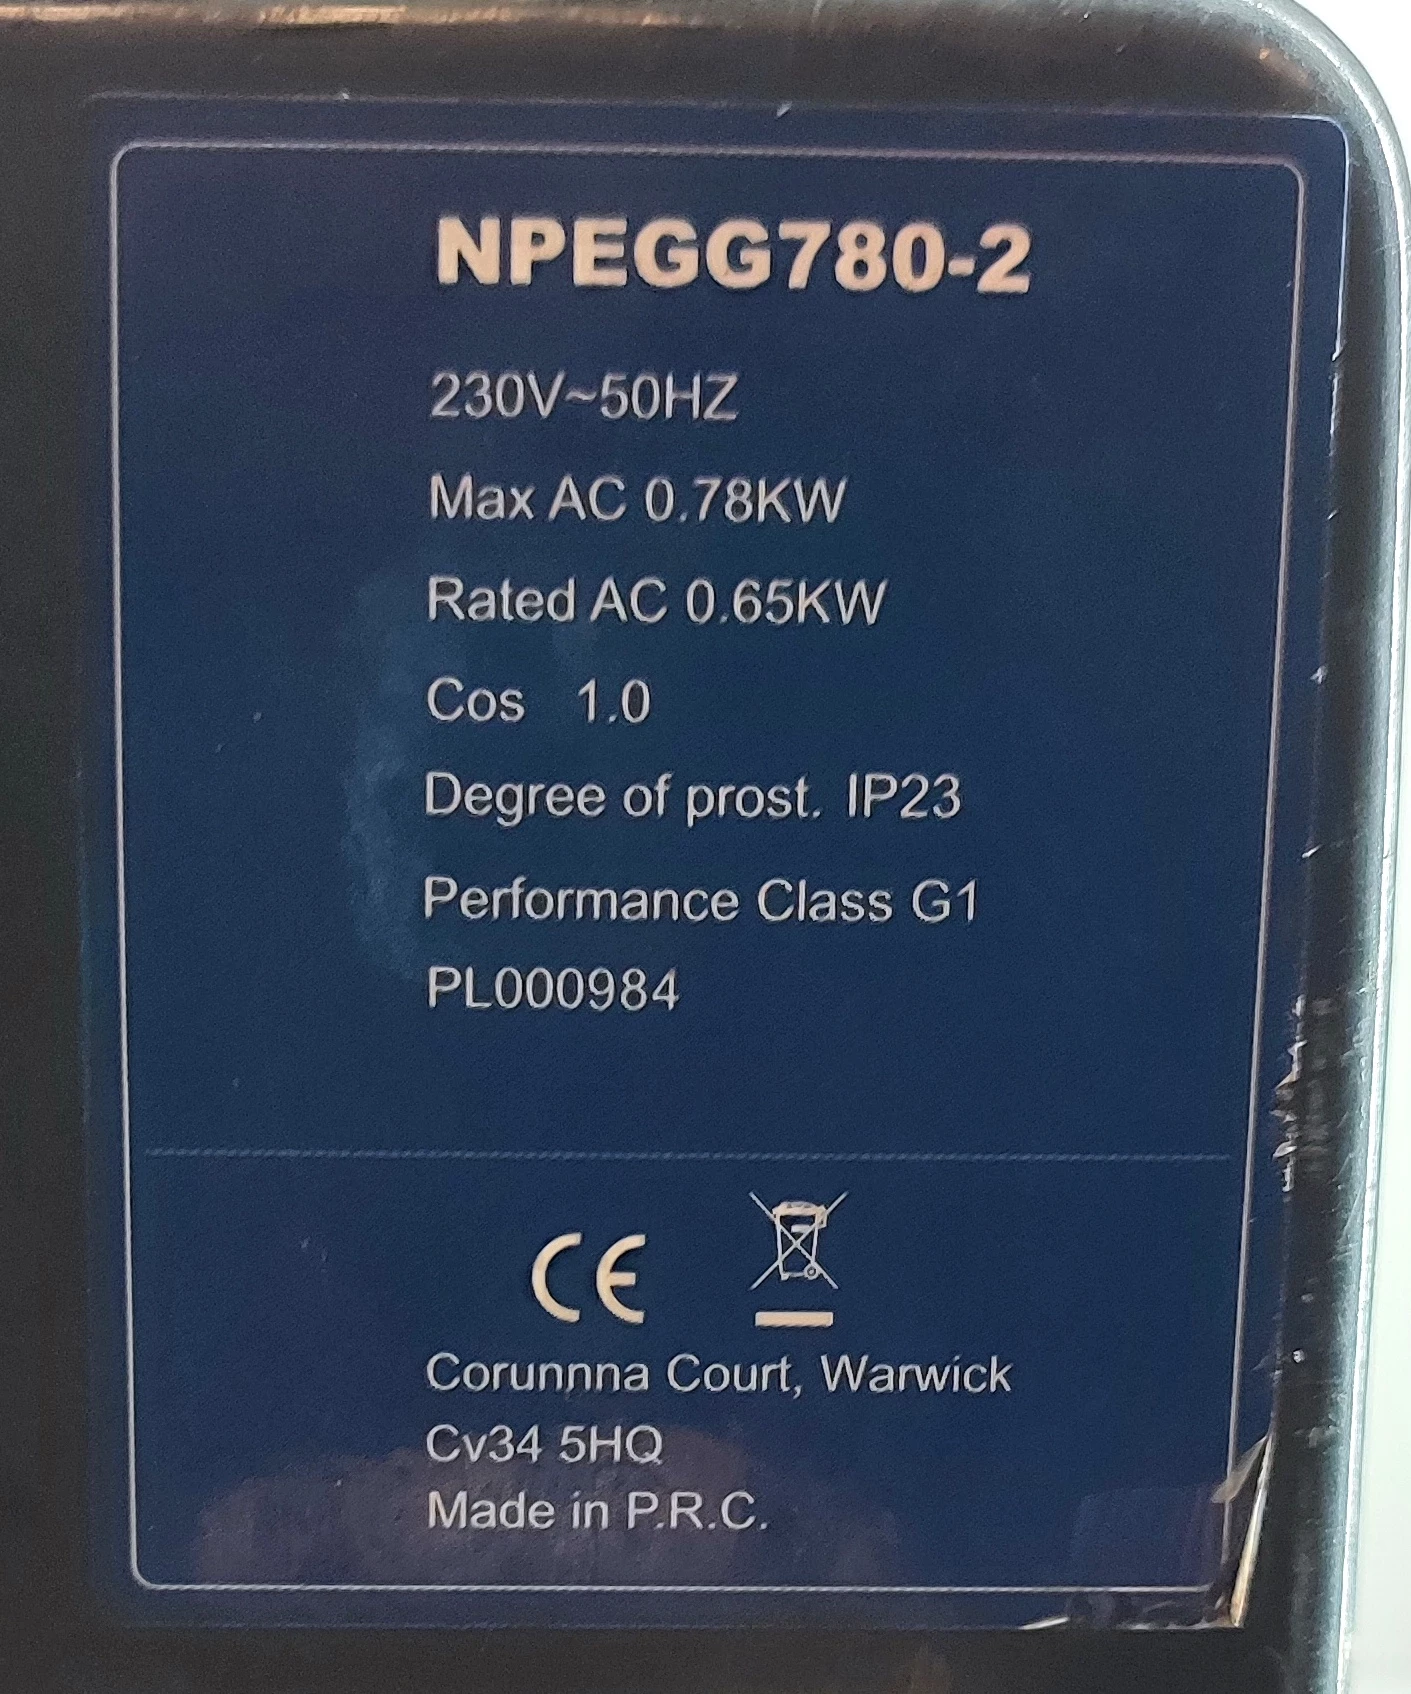 NPEGG780-2
230V~50HZ
Max AC 0.78KW
Rated AC 0.65KW
Cos 1.0
Degree of prost. IP23
Performance Class G1
PL000984
CE
Corunnna Court, Warwick
Cv34 5HQ
Made in P.R.C.